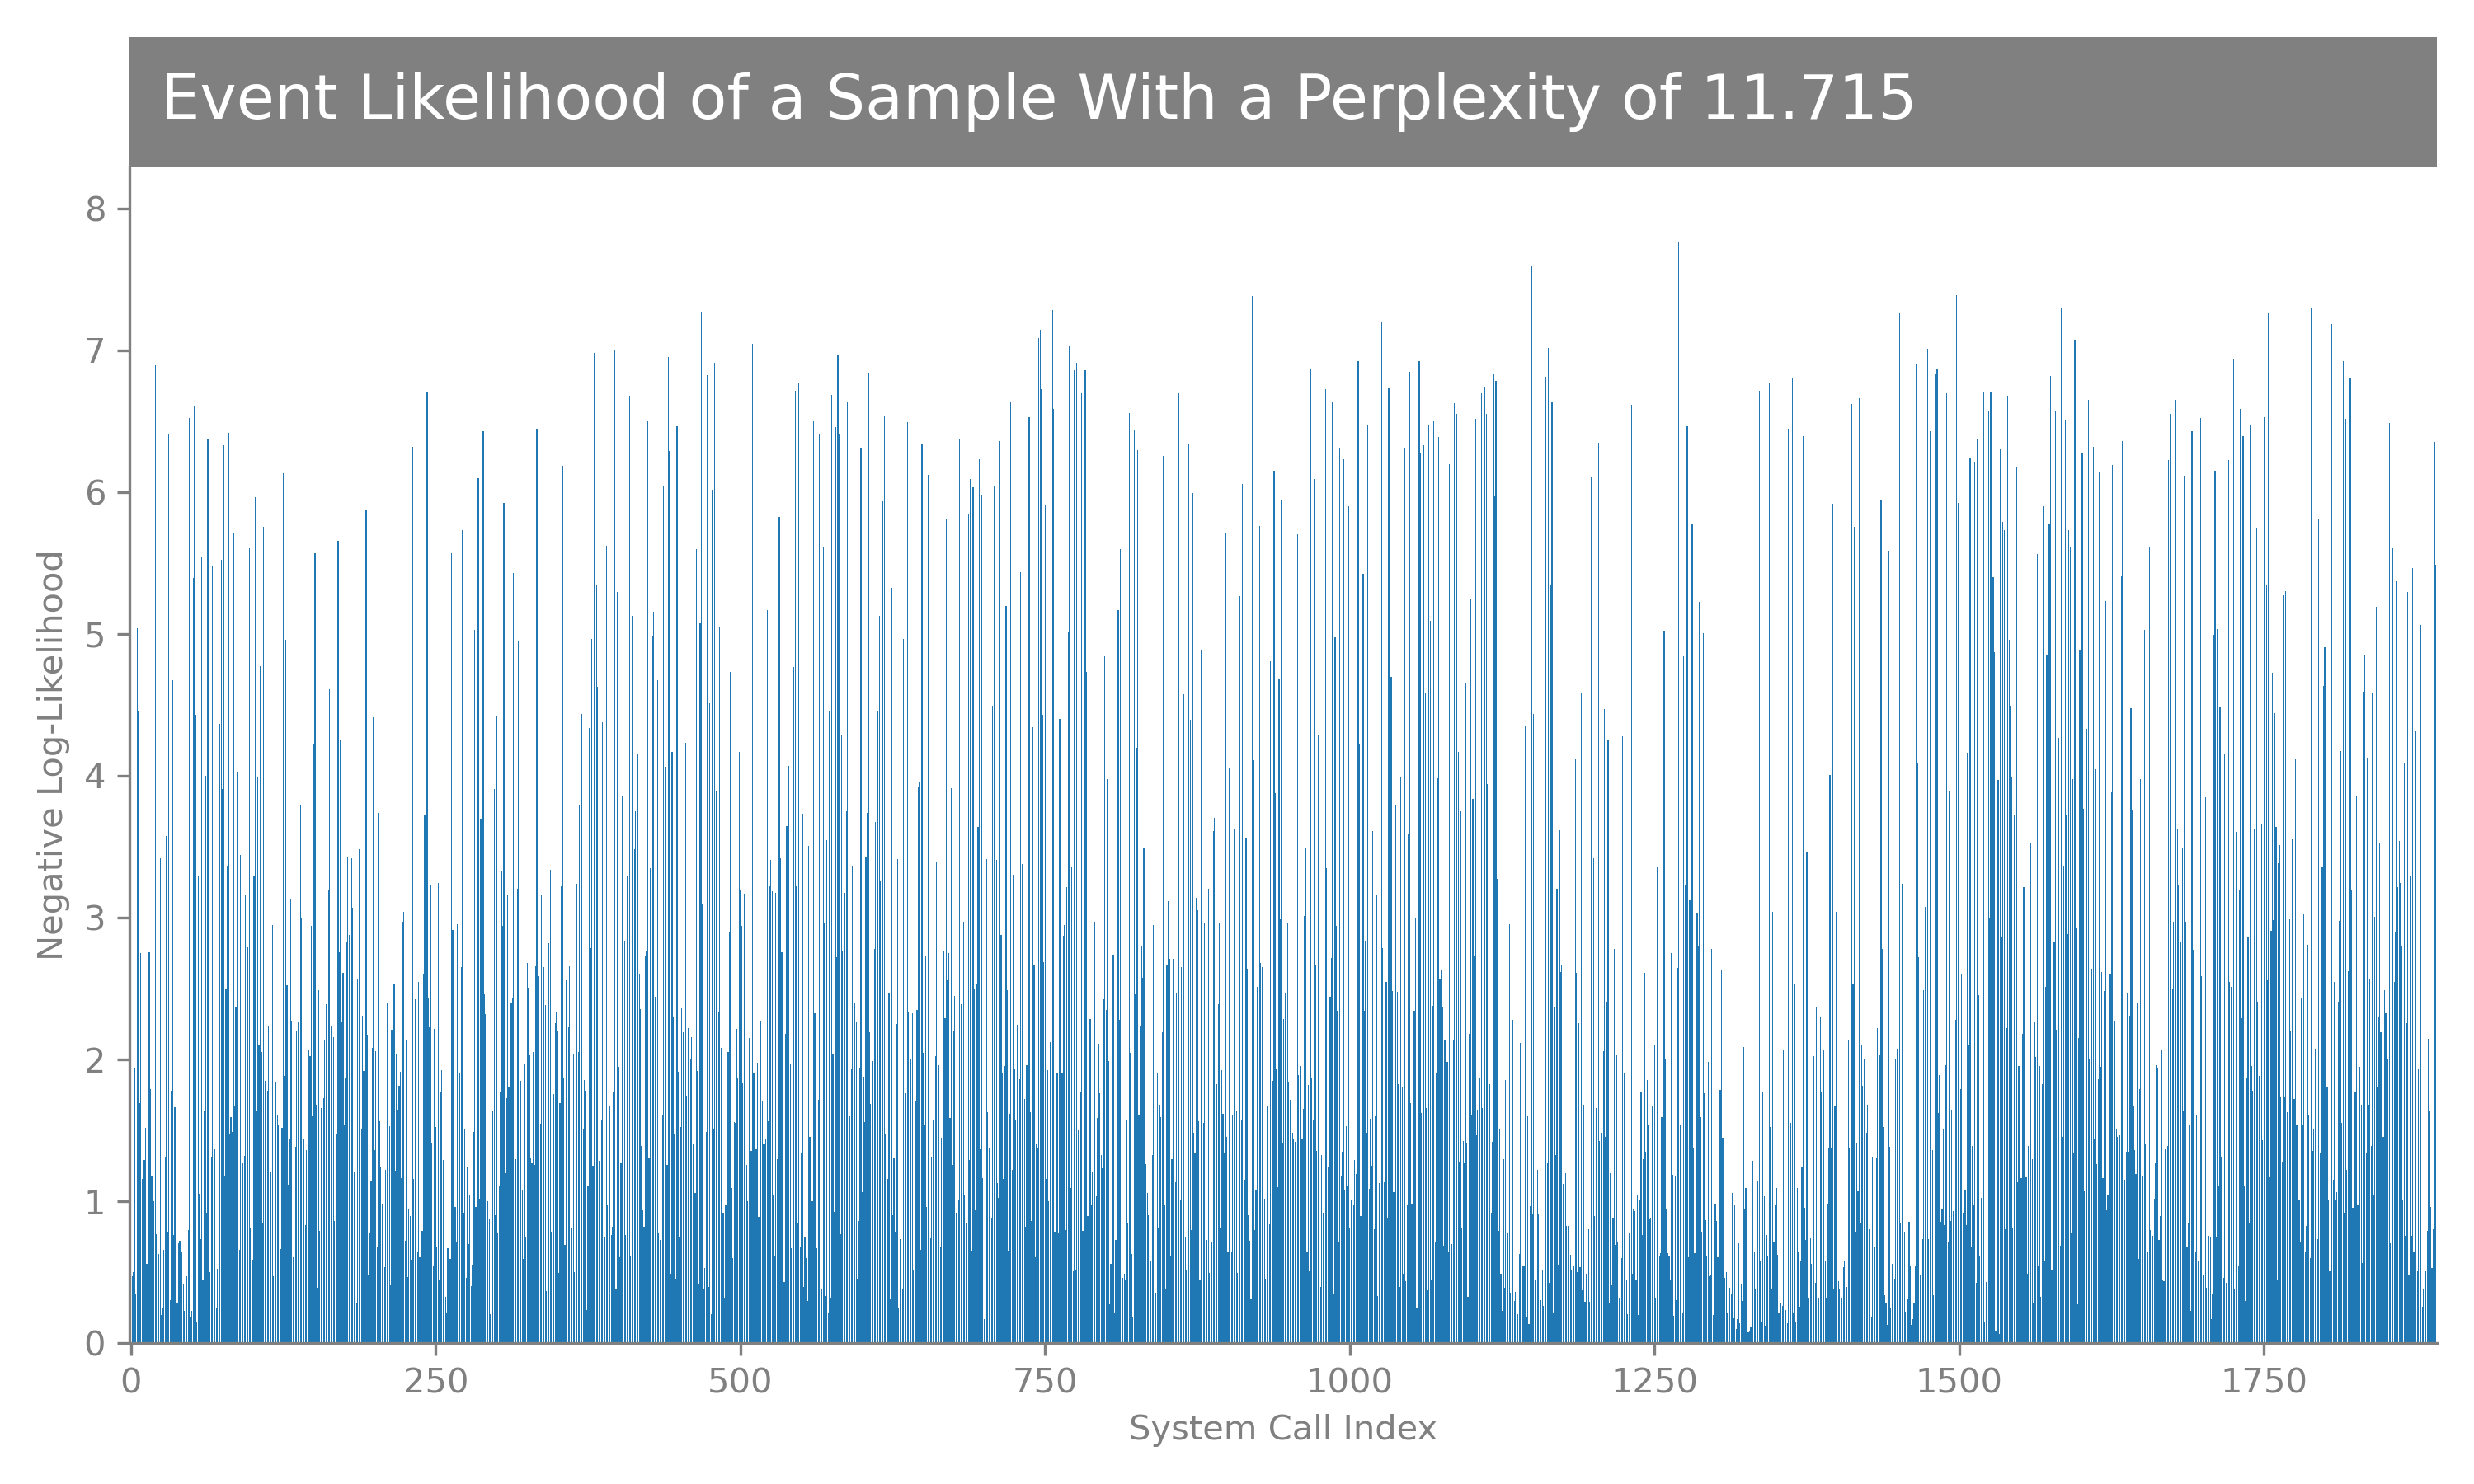 Event Likelihood of a Sample With a Perplexity of 11.715
8
7
6
5
4
3
2
1
0
Negative Log-Likelihood
0 250 500 750 1000 1250 1500 1750
System Call Index